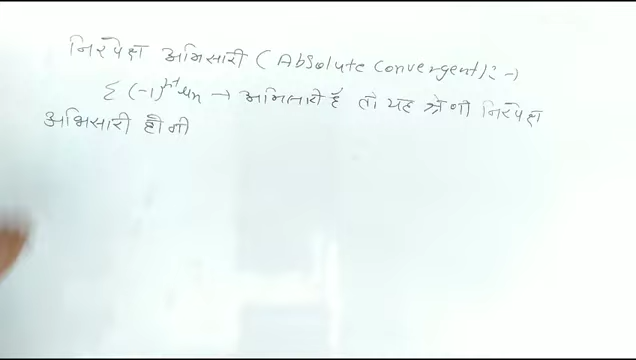 निरपेक्ष अभिसारी (Absolute Convergent) :-)
Σ (-1)ⁿ⁻¹ uₙ → अभिसारी है तो यह श्रेणी निरपेक्ष
अभिसारी होगी